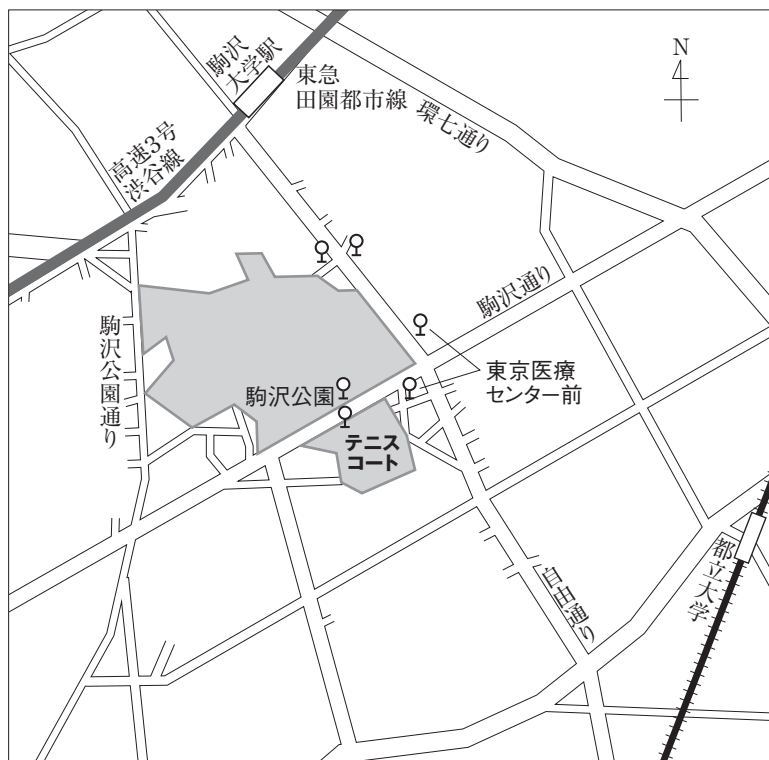 駒沢
大学駅
東急
田園都市線
N
環七通り
高速3号
渋谷線
駒沢通り
駒沢公園通り
駒沢公園
東京医療
センター前
テニス
コート
自由通り
都立大学